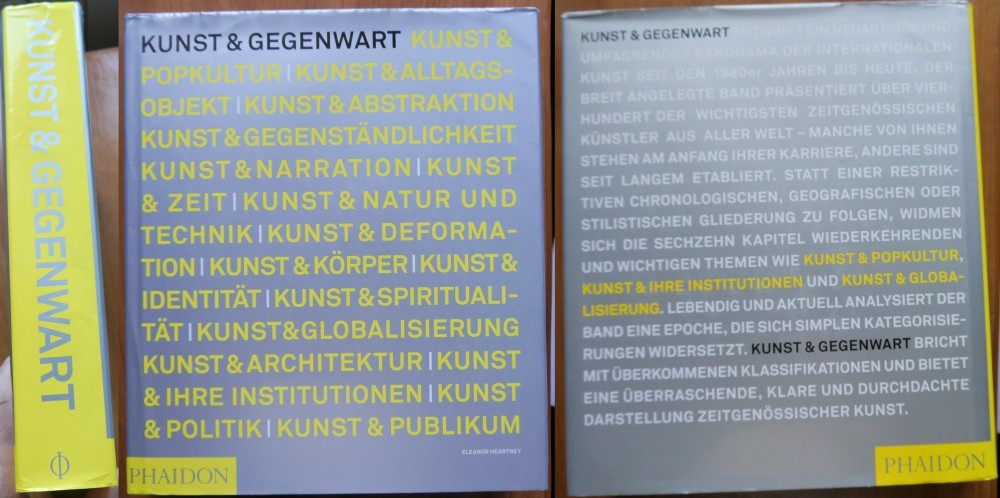 KUNST & GEGENWART
KUNST & GEGENWART KUNST &
POPKULTUR | KUNST & ALLTAGS-
OBJEKT | KUNST & ABSTRAKTION
KUNST & GEGENSTÄNDLICHKEIT
KUNST & NARRATION | KUNST
& ZEIT | KUNST & NATUR UND
TECHNIK | KUNST & DEFORMA-
TION | KUNST & KÖRPER | KUNST &
IDENTITÄT | KUNST & SPIRITUALI-
TÄT | KUNST & GLOBALISIERUNG
KUNST & ARCHITEKTUR | KUNST
& IHRE INSTITUTIONEN | KUNST
& POLITIK | KUNST & PUBLIKUM
ELEANOR HEARTNEY
PHAIDON
KUNST & GEGENWART ENTWIRFT EIN NEUARTIGES UND
UMFASSENDES PANORAMA DER INTERNATIONALEN
KUNST SEIT DEN 1980er JAHREN BIS HEUTE. DER
BREIT ANGELEGTE BAND PRÄSENTIERT ÜBER VIER-
HUNDERT DER WICHTIGSTEN ZEITGENÖSSISCHEN
KÜNSTLER AUS ALLER WELT – MANCHE VON IHNEN
STEHEN AM ANFANG IHRER KARRIERE, ANDERE SIND
SEIT LANGEM ETABLIERT. STATT EINER RESTRIK-
TIVEN CHRONOLOGISCHEN, GEOGRAFISCHEN ODER
STILISTISCHEN GLIEDERUNG ZU FOLGEN, WIDMEN
SICH DIE SECHZEHN KAPITEL WIEDERKEHRENDEN
UND WICHTIGEN THEMEN WIE KUNST & POPKULTUR,
KUNST & IHRE INSTITUTIONEN UND KUNST & GLOBA-
LISIERUNG. LEBENDIG UND AKTUELL ANALYSIERT DER
BAND EINE EPOCHE, DIE SICH SIMPLEN KATEGORISIE-
RUNGEN WIDERSETZT. KUNST & GEGENWART BRICHT
MIT ÜBERKOMMENEN KLASSIFIKATIONEN UND BIETET
EINE ÜBERRASCHENDE, KLARE UND DURCHDACHTE
DARSTELLUNG ZEITGENÖSSISCHER KUNST.
PHAIDON